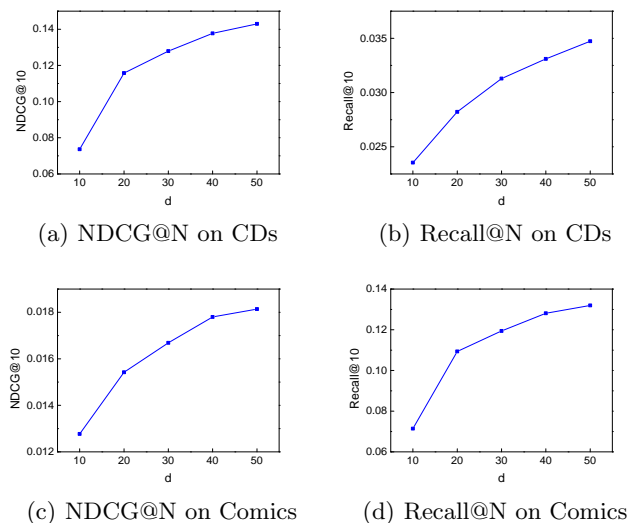 0.14
0.12
0.10
0.08
0.06
NDCG@10
10 20 30 40 50
d
(a) NDCG@N on CDs
0.035
0.030
0.025
Recall@10
10 20 30 40 50
d
(b) Recall@N on CDs
0.018
0.016
0.014
0.012
NDCG@10
10 20 30 40 50
d
(c) NDCG@N on Comics
0.14
0.12
0.10
0.08
0.06
Recall@10
10 20 30 40 50
d
(d) Recall@N on Comics